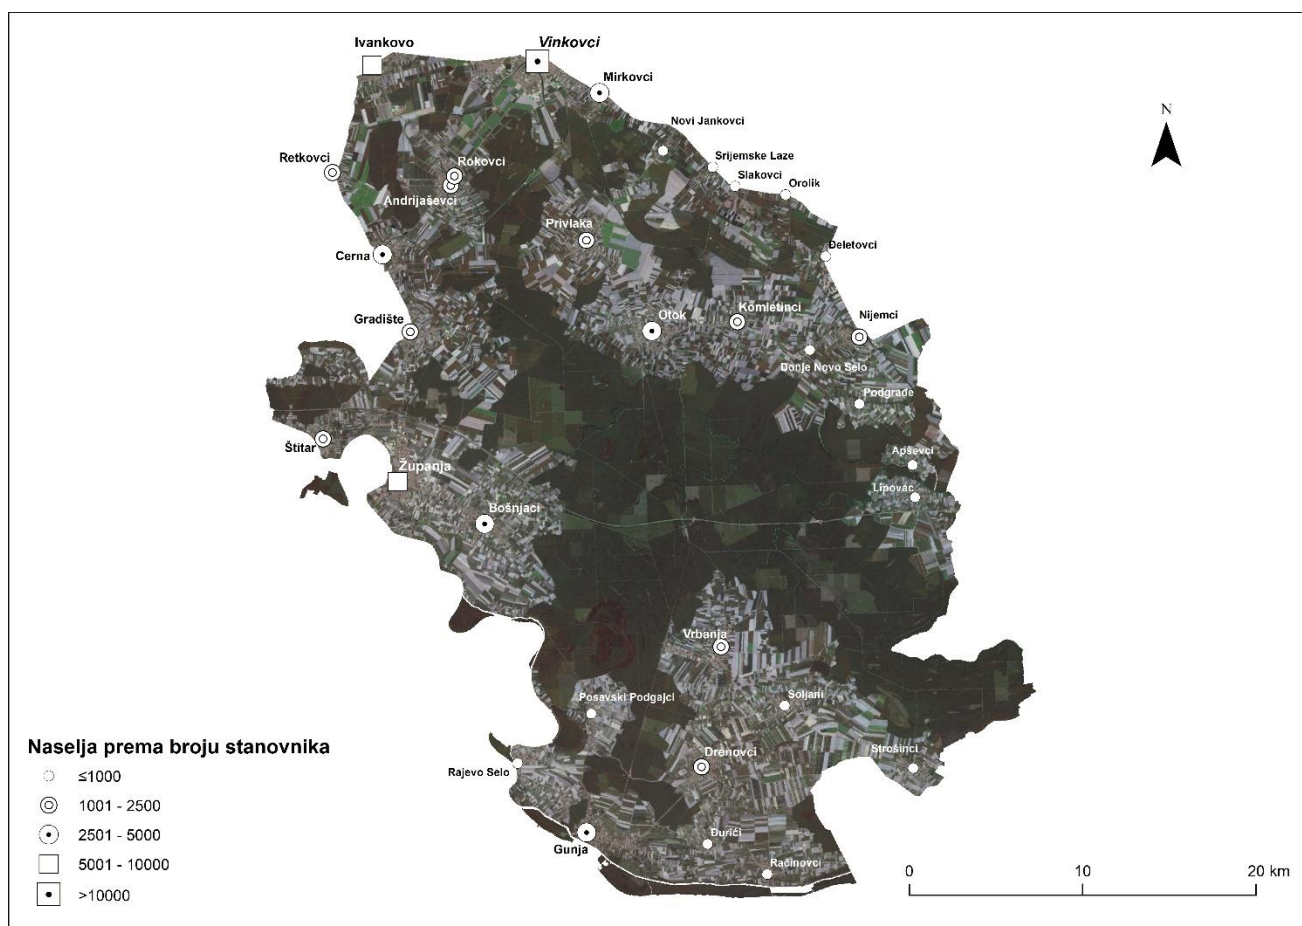 Ivankovo
Vinkovci
Mirkovci
N
Novi Jankovci
Retkovci
Rokovci
Srijemske Laze
Slakovci
Orolik
Andrijaševci
Privlaka
Cerna
Đeletovci
Gradište
Otok
Komletinci
Nijemci
Donje Novo Selo
Podgrađe
Štitar
Županja
Apševci
Lipovac
Bošnjaci
Vrbanja
Posavski Podgajci
Soljani
Drenovci
Strošinci
Rajevo Selo
Gunja
Đurići
Račinovci
Naselja prema broju stanovnika
≤1000
1001 - 2500
2501 - 5000
5001 - 10000
>10000
0 10 20 km